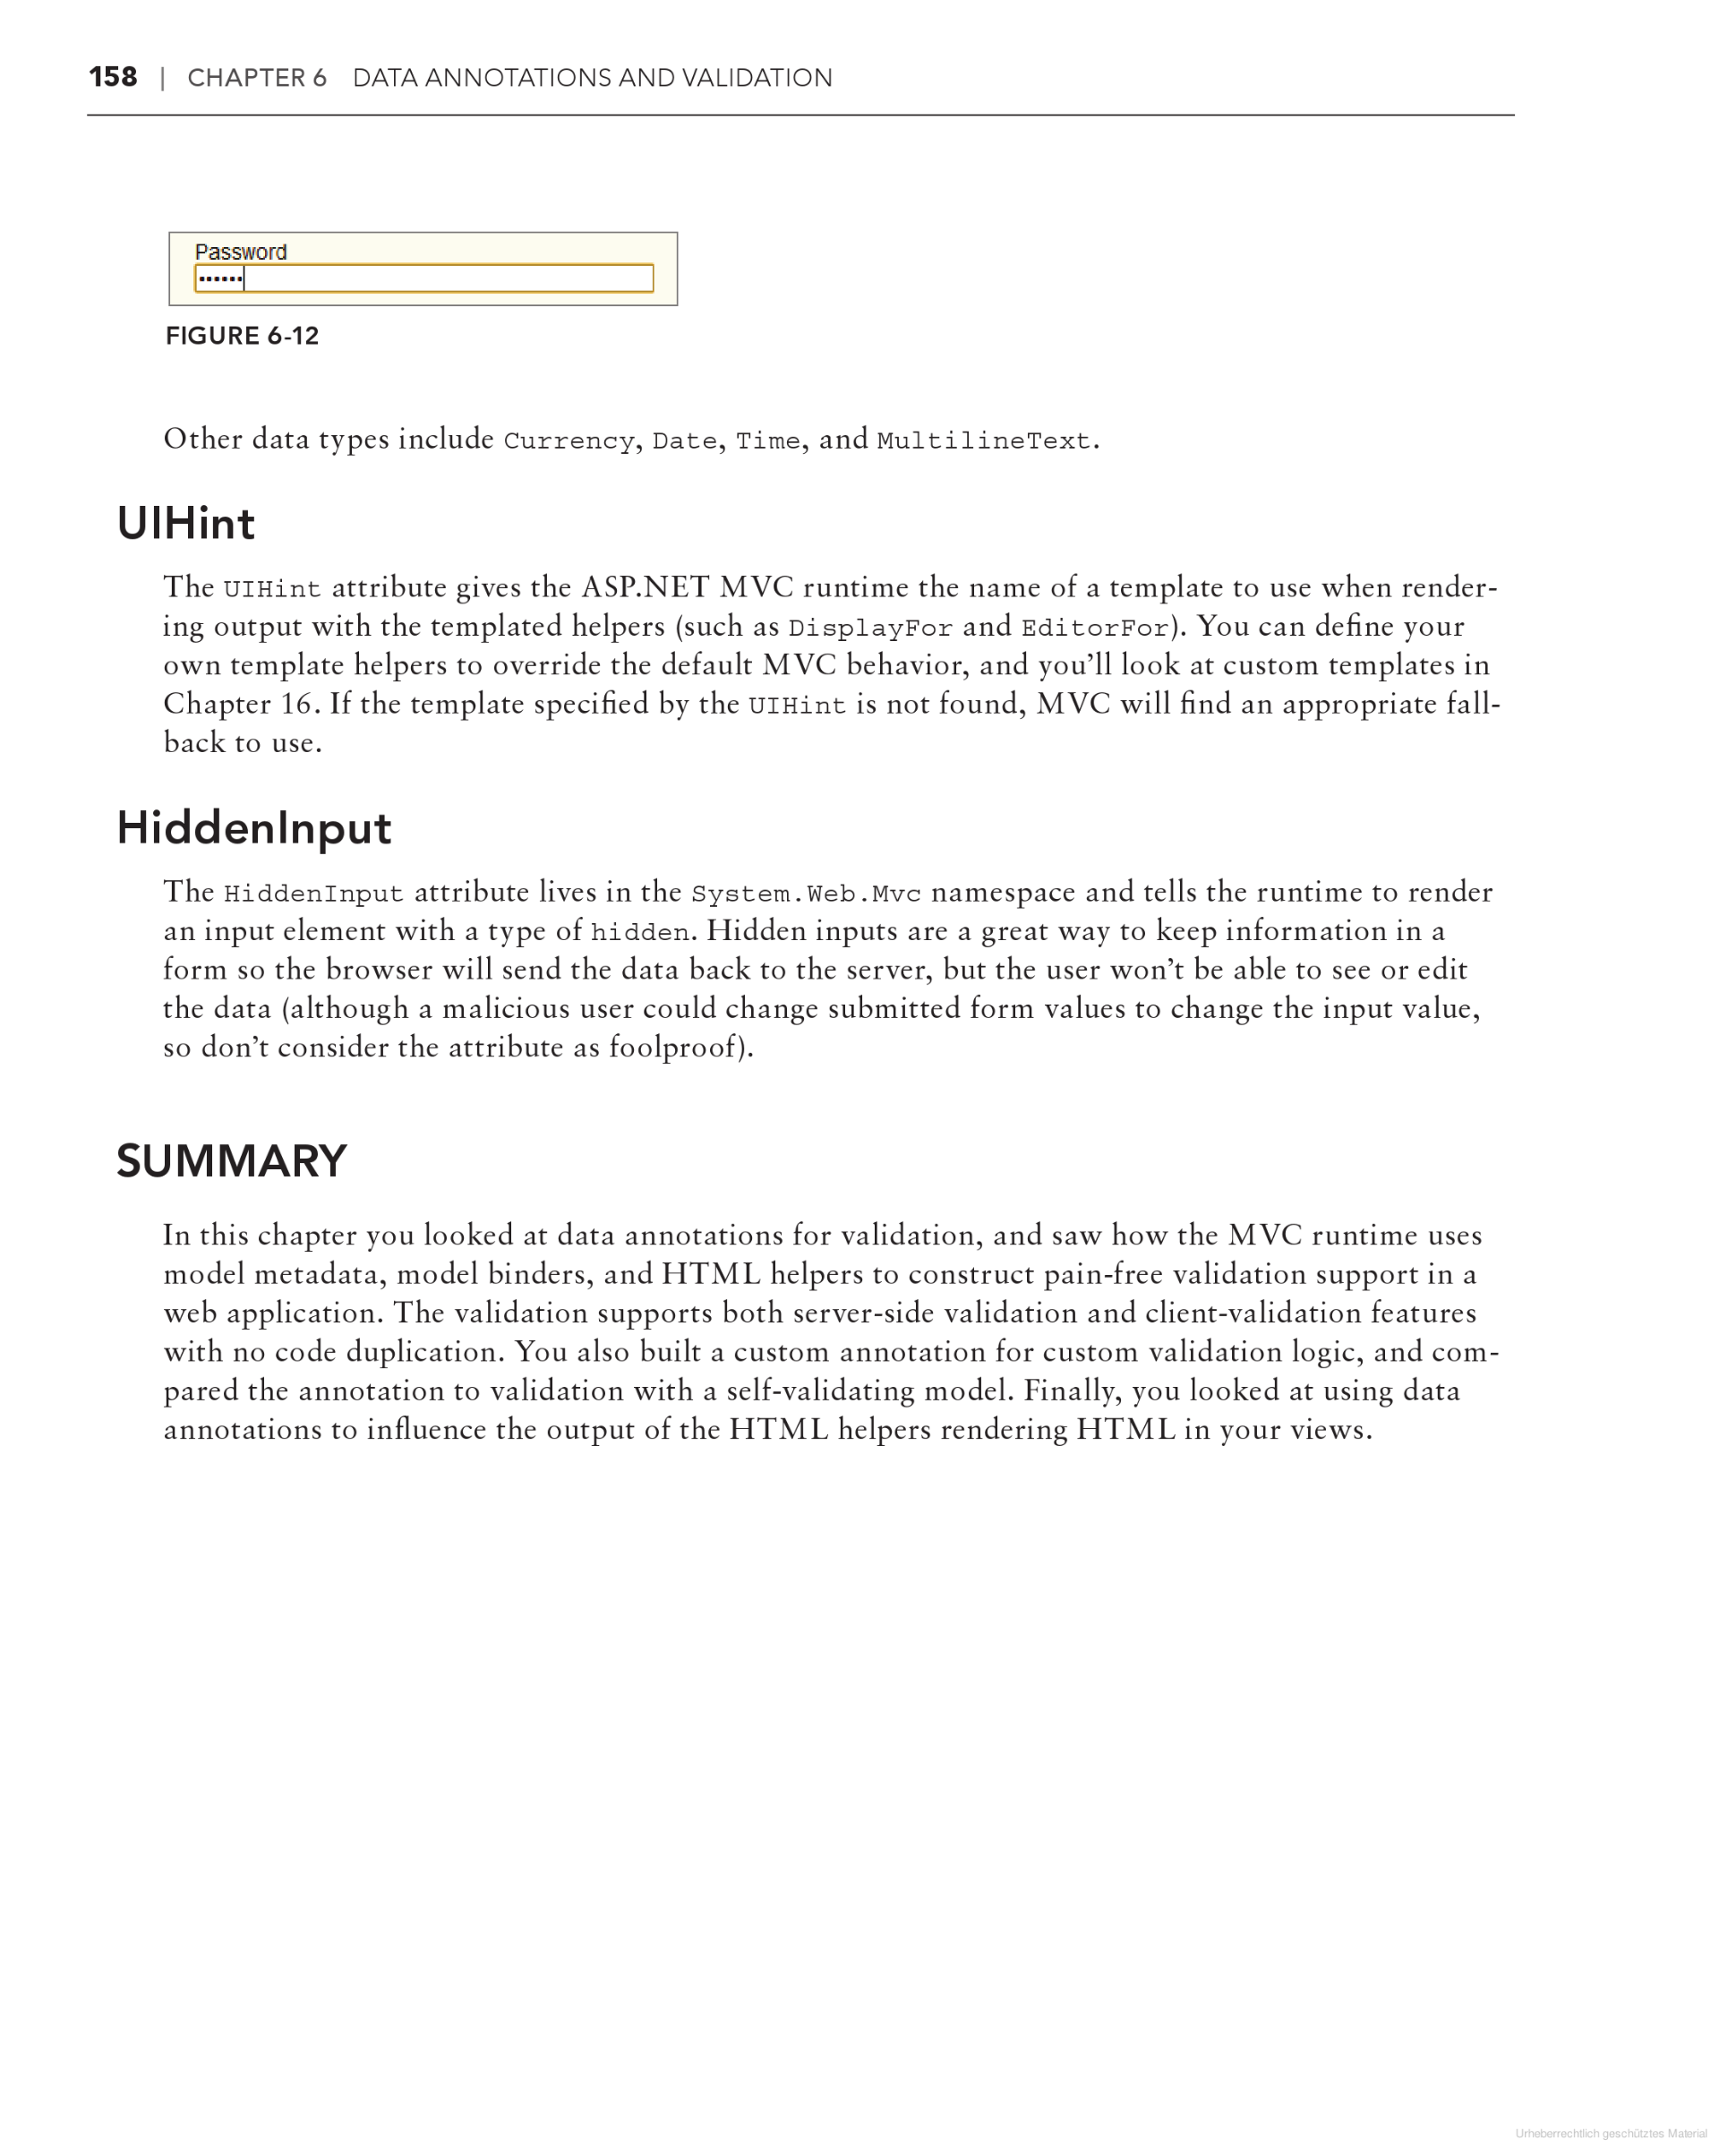 158 | CHAPTER 6 DATA ANNOTATIONS AND VALIDATION
Password
••••••
FIGURE 6-12
Other data types include Currency, Date, Time, and MultilineText.
UIHint
The UIHint attribute gives the ASP.NET MVC runtime the name of a template to use when render-
ing output with the templated helpers (such as DisplayFor and EditorFor). You can define your
own template helpers to override the default MVC behavior, and you’ll look at custom templates in
Chapter 16. If the template specified by the UIHint is not found, MVC will find an appropriate fall-
back to use.
HiddenInput
The HiddenInput attribute lives in the System.Web.Mvc namespace and tells the runtime to render
an input element with a type of hidden. Hidden inputs are a great way to keep information in a
form so the browser will send the data back to the server, but the user won’t be able to see or edit
the data (although a malicious user could change submitted form values to change the input value,
so don’t consider the attribute as foolproof).
SUMMARY
In this chapter you looked at data annotations for validation, and saw how the MVC runtime uses
model metadata, model binders, and HTML helpers to construct pain-free validation support in a
web application. The validation supports both server-side validation and client-validation features
with no code duplication. You also built a custom annotation for custom validation logic, and com-
pared the annotation to validation with a self-validating model. Finally, you looked at using data
annotations to influence the output of the HTML helpers rendering HTML in your views.
Urheberrechtlich geschütztes Material